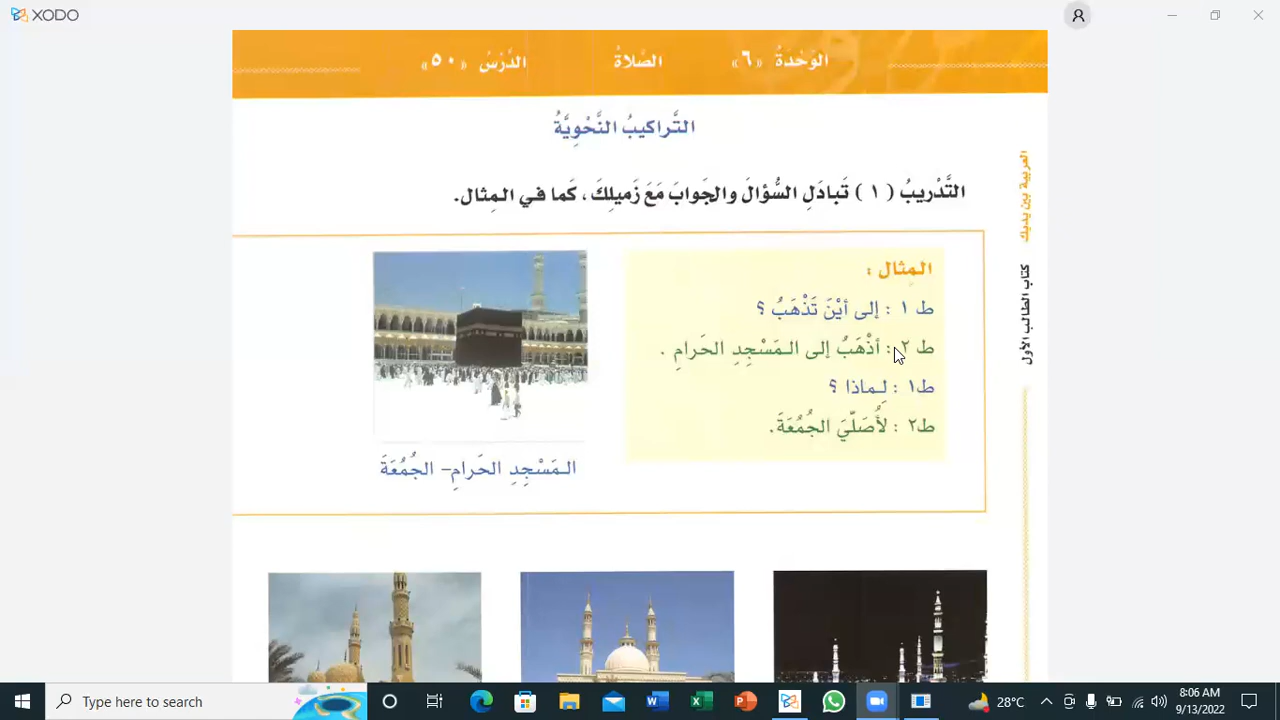 XODO
الوَحْدَةُ «٦» الصَّلاةُ الدَّرْسُ «٥٠»
التَّراكيبُ النَّحْوِيَّةُ
التَّدْريبُ (١) تَبادَلِ السُّؤالَ والجَوابَ مَعَ زَميلِكَ، كَما في المِثال.
المِثال :
ط ١ : إلى أيْنَ تَذْهَبُ ؟
ط ٢ : أذْهَبُ إلى المَسْجِدِ الحَرامِ .
ط١ : لِماذا ؟
ط٢ : لأُصَلِّيَ الجُمُعَةَ.
المَسْجِدِ الحَرامِ– الجُمُعَةَ
العربية بين يديك
كتاب الطالب الأول
Type here to search
28°C
8:06 AM
9/13/2022